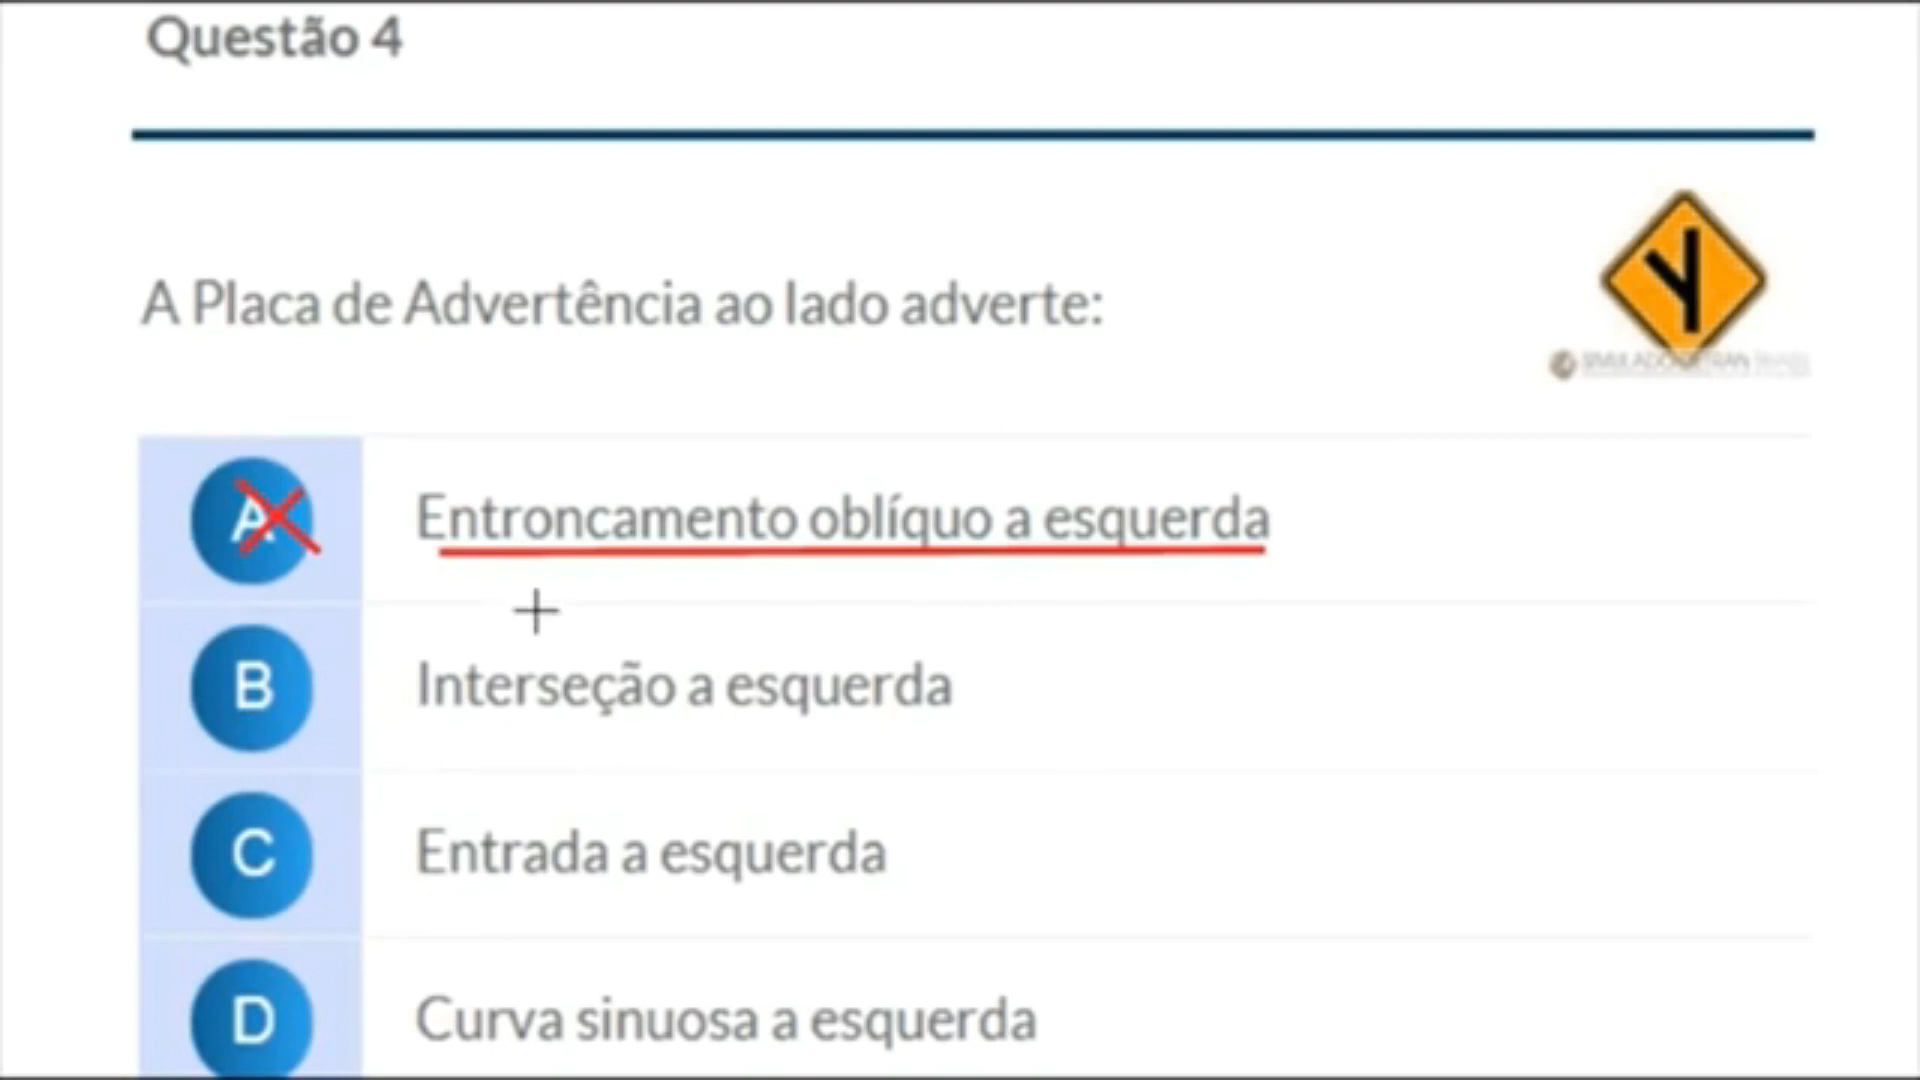 Questão 4
A Placa de Advertência ao lado adverte:
A
Entroncamento oblíquo a esquerda
B
Interseção a esquerda
C
Entrada a esquerda
D
Curva sinuosa a esquerda